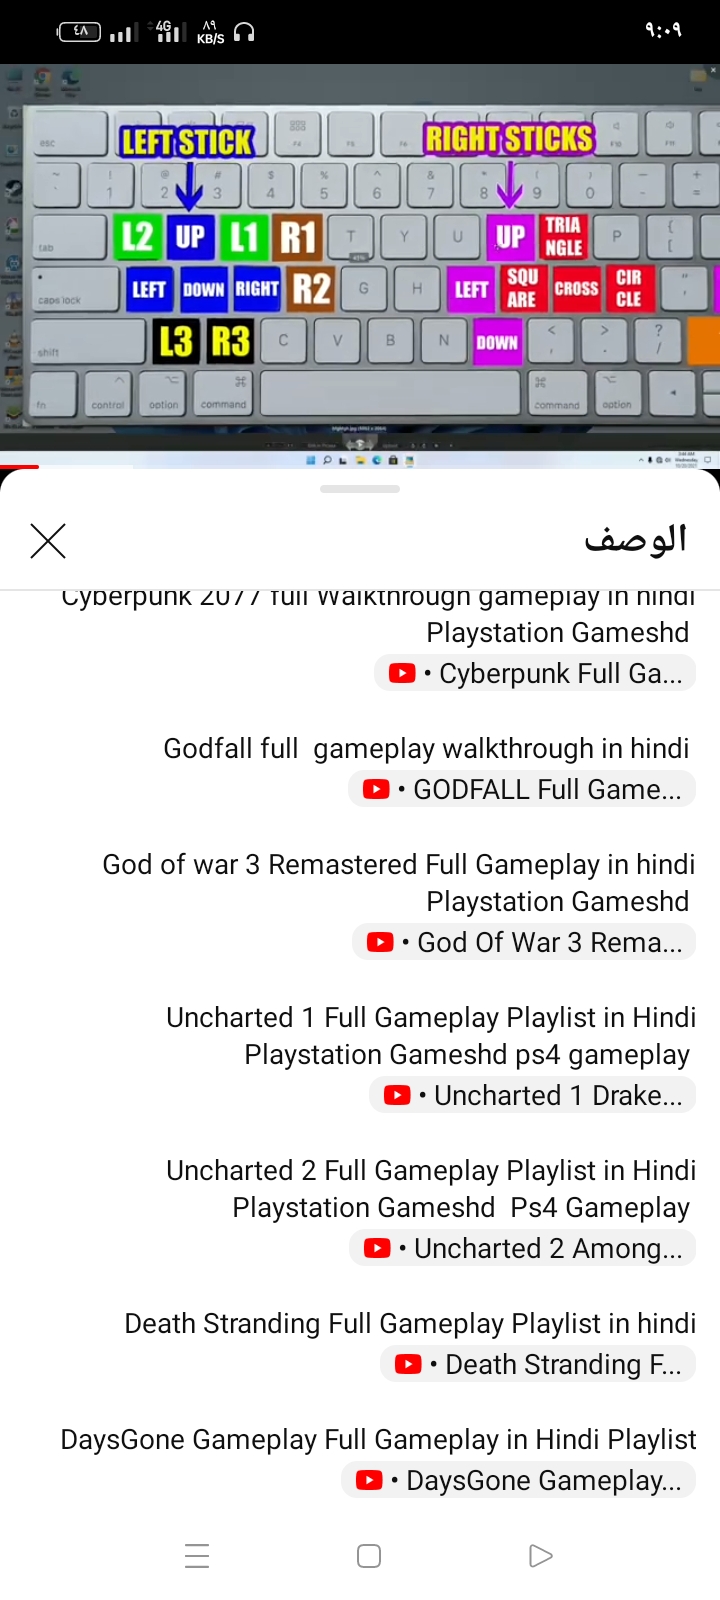 ٤٨ 4G ٨٩ KB/S ٩:٠٩
LEFT STICK RIGHT STICKS
esc
1 2 3 4 5 6 7 8 9 0
tab L2 UP L1 R1 T Y U UP TRIANGLE P
caps lock LEFT DOWN RIGHT R2 G H LEFT SQUARE CROSS CIRCLE
shift L3 R3 C V B N DOWN < , > . ? /
fn control option command command option
الوصف
Cyberpunk 2077 full Walkthrough gameplay in hindi
Playstation Gameshd
• Cyberpunk Full Ga...
Godfall full gameplay walkthrough in hindi
• GODFALL Full Game...
God of war 3 Remastered Full Gameplay in hindi
Playstation Gameshd
• God Of War 3 Rema...
Uncharted 1 Full Gameplay Playlist in Hindi
Playstation Gameshd ps4 gameplay
• Uncharted 1 Drake...
Uncharted 2 Full Gameplay Playlist in Hindi
Playstation Gameshd Ps4 Gameplay
• Uncharted 2 Among...
Death Stranding Full Gameplay Playlist in hindi
• Death Stranding F...
DaysGone Gameplay Full Gameplay in Hindi Playlist
• DaysGone Gameplay...